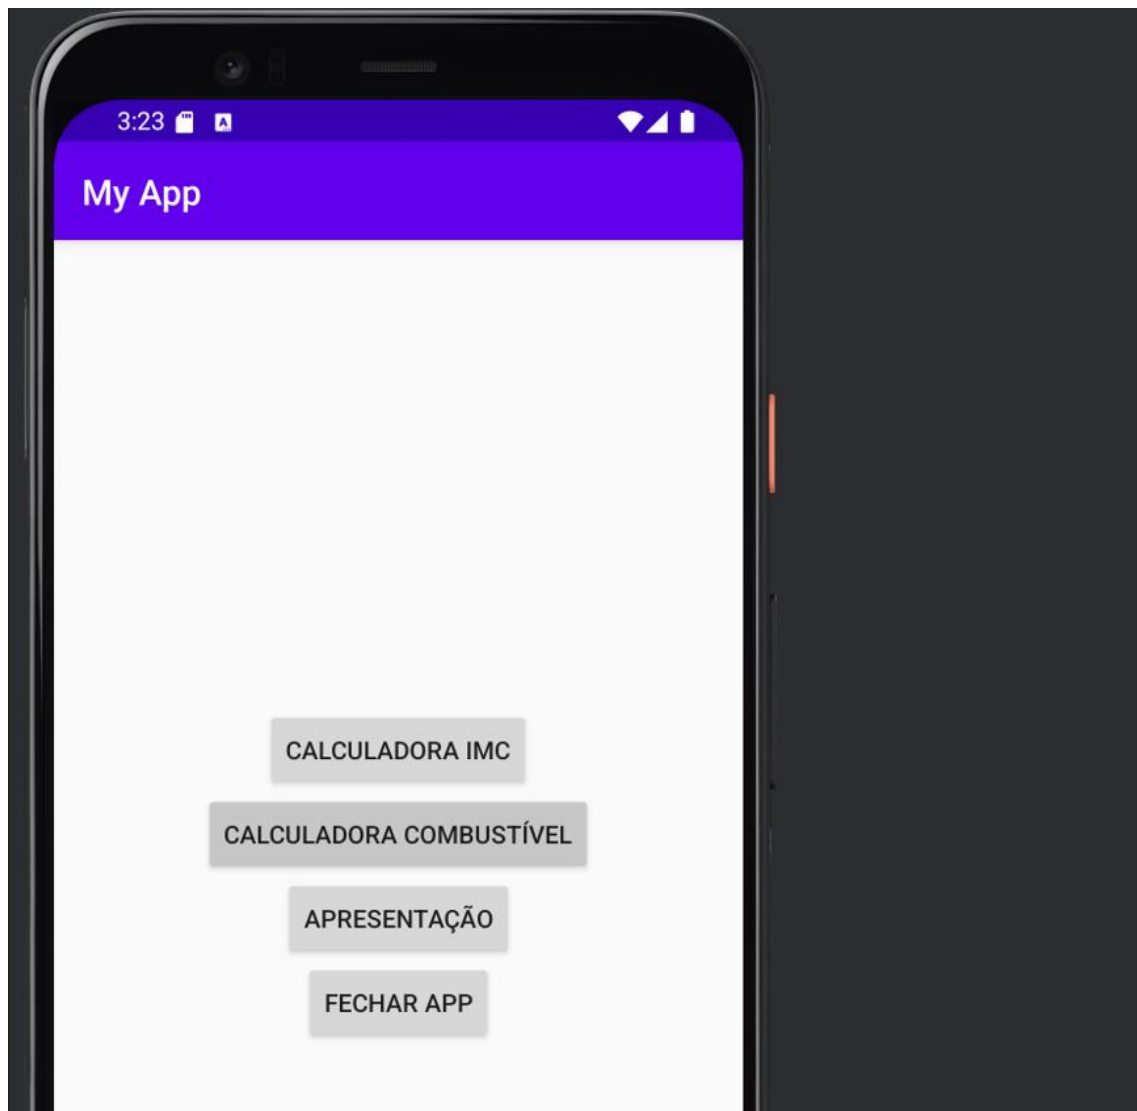 3:23
My App
CALCULADORA IMC
CALCULADORA COMBUSTÍVEL
APRESENTAÇÃO
FECHAR APP